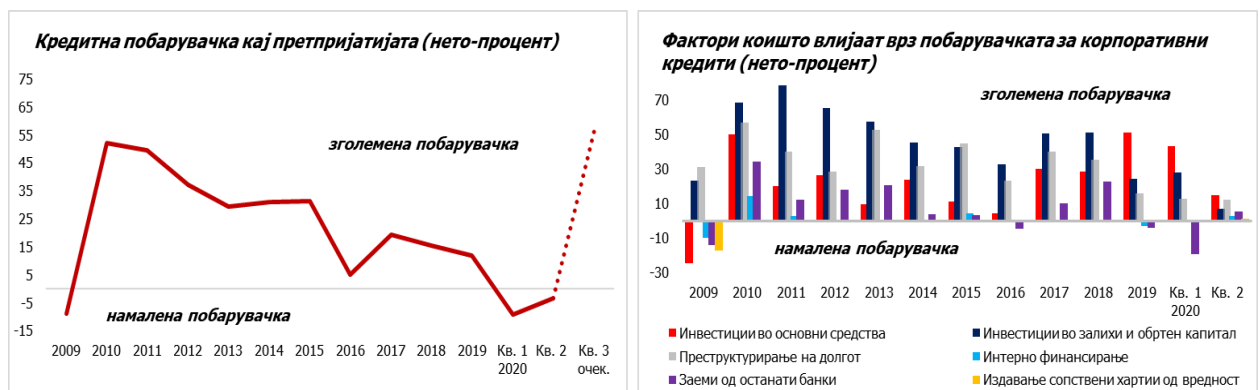 Кредитна побарувачка кај претпријатијата (нето-процент)
75
65
55
45
35
25
15
5
-5
-15
зголемена побарувачка
намалена побарувачка
2009 2010 2011 2012 2013 2014 2015 2016 2017 2018 2019 Кв. 1 Кв. 2 Кв. 3
2020 очек.
Фактори коишто влијаат врз побарувачката за корпоративни
кредити (нето-процент)
70
50
30
10
-10
-30
зголемена побарувачка
намалена побарувачка
2009 2010 2011 2012 2013 2014 2015 2016 2017 2018 2019 Кв. 1 Кв. 2
2020
Инвестиции во основни средства Инвестиции во залихи и обртен капитал
Преструктурирање на долгот Интерно финансирање
Заеми од останати банки Издавање сопствени хартии од вредност